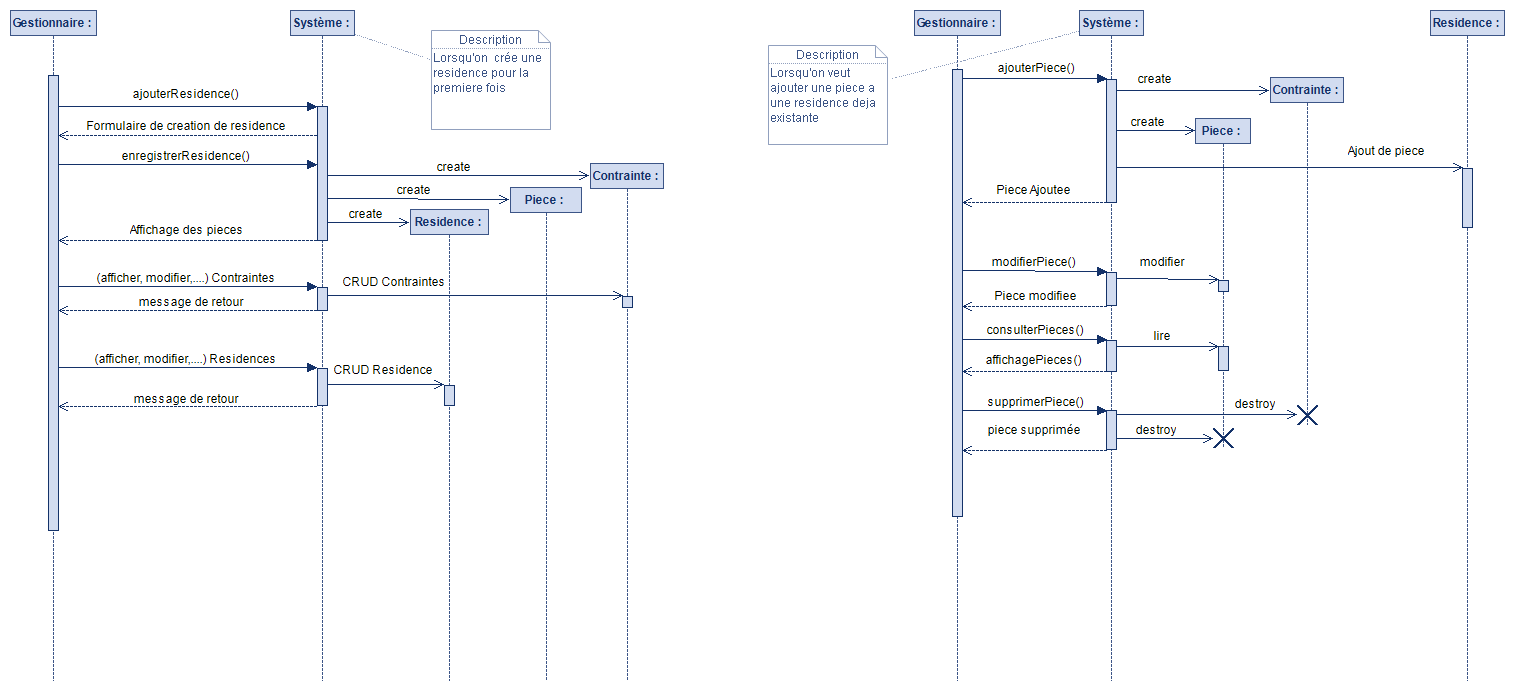 Gestionnaire :
Système :
Description
Lorsqu'on crée une
residence pour la
premiere fois
ajouterResidence()
Formulaire de creation de residence
enregistrerResidence()
create
Contrainte :
create
Piece :
create
Residence :
Affichage des pieces
(afficher, modifier,....) Contraintes
CRUD Contraintes
message de retour
(afficher, modifier,....) Residences
CRUD Residence
message de retour
Gestionnaire :
Système :
Residence :
Description
Lorsqu'on veut
ajouter une piece a
une residence deja
existante
ajouterPiece()
create
Contrainte :
create
Piece :
Ajout de piece
Piece Ajoutee
modifierPiece()
modifier
Piece modifiee
consulterPieces()
lire
affichagePieces()
supprimerPiece()
destroy
piece supprimée
destroy